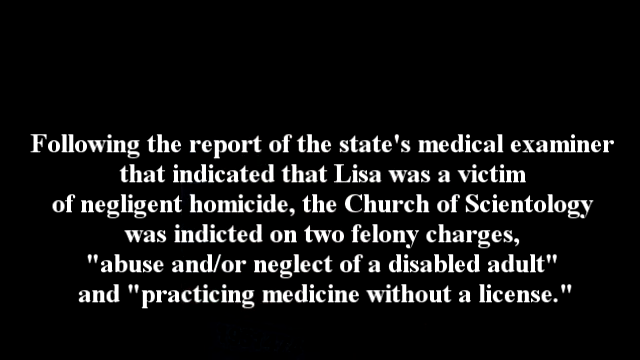 Following the report of the state's medical examiner
that indicated that Lisa was a victim
of negligent homicide, the Church of Scientology
was indicted on two felony charges,
"abuse and/or neglect of a disabled adult"
and "practicing medicine without a license."